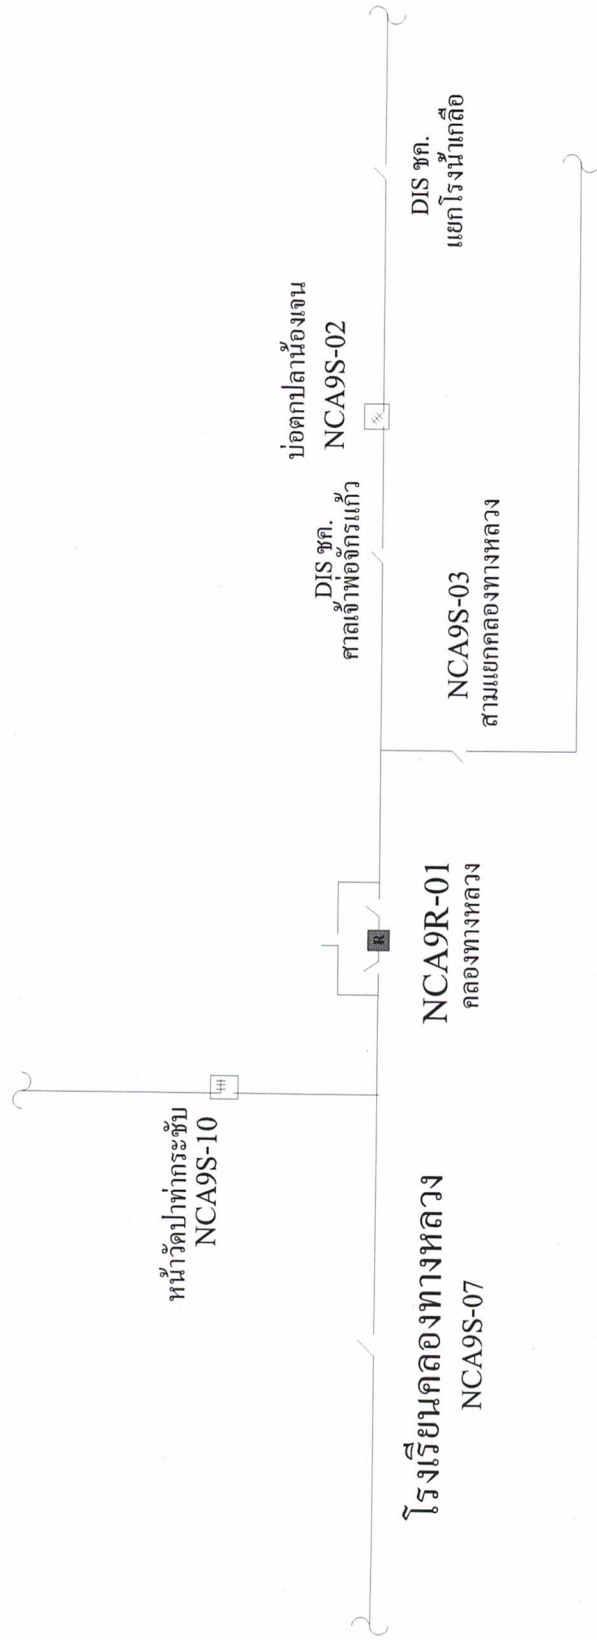 หน้าวัดป่าท่ากระชับ
NCA9S-10
โรงเรียนคลองทางหลวง
NCA9S-07
R
NCA9R-01
คลองทางหลวง
DIS ชค.
ศาลเจ้าพ่อจักรแก้ว
NCA9S-03
สามแยกคลองทางหลวง
บ่อตกปลาน้องเจน
NCA9S-02
DIS ชค.
แยกโรงน้ำเกลือ